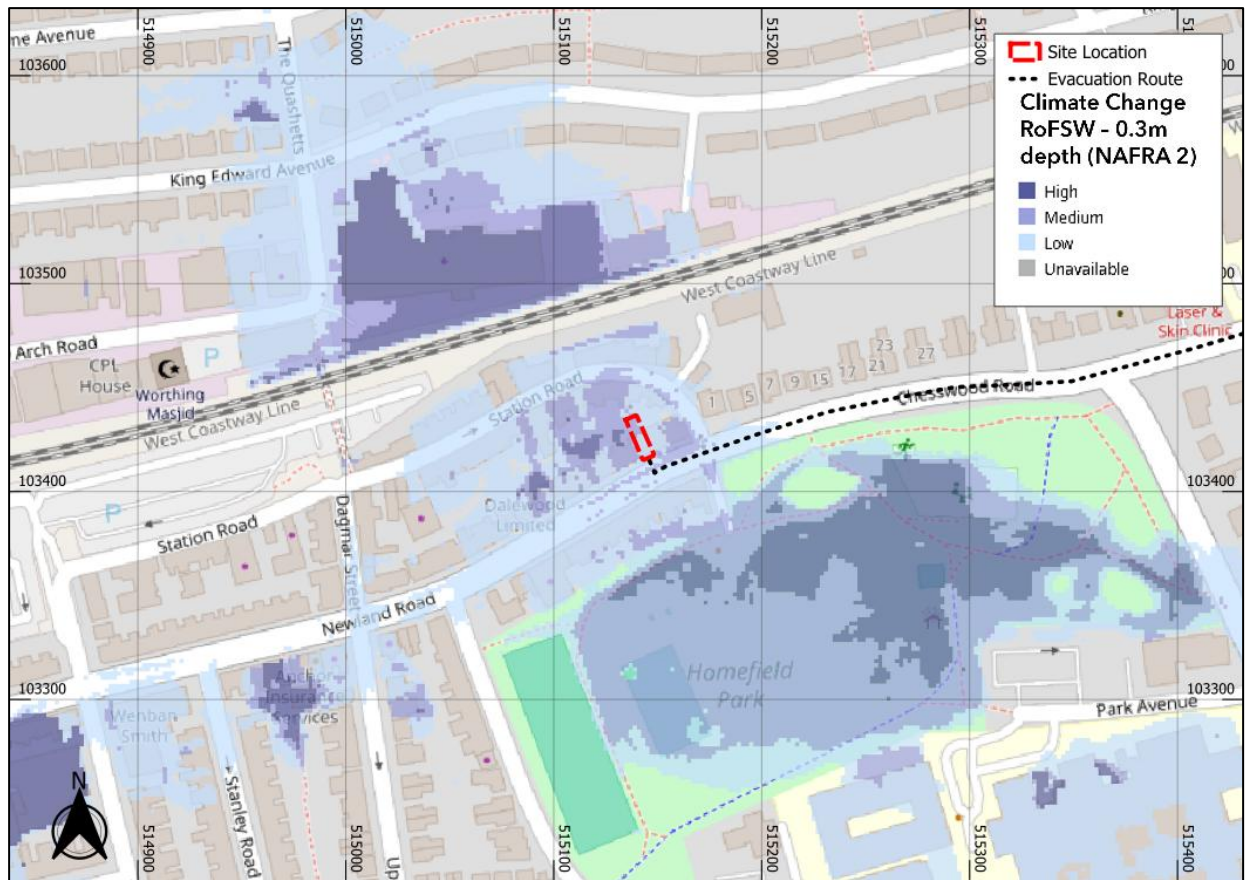 514900
515000
515100
515200
515300
51
me Avenue
The Quashetts
103600
King Edward Avenue
Site Location
Evacuation Route
Climate Change
RoFSW - 0.3m
depth (NAFRA 2)
High
Medium
Low
Unavailable
103500
West Coastway Line
Arch Road
CPL
House
P
Worthing
Masjid
West Coastway Line
Laser &
Skin Clinic
23
21
27
1
5
7
9
15
17
Chesswood Road
Station Road
103400
103400
Dalewood
Limited
P
Station Road
Dagmar Street
Newland Road
103300
Anchor
Insurance
Services
Homefield
Park
103300
Park Avenue
Wenban
Smith
N
Stanley Road
Up
514900
515000
515100
515200
515300
515400